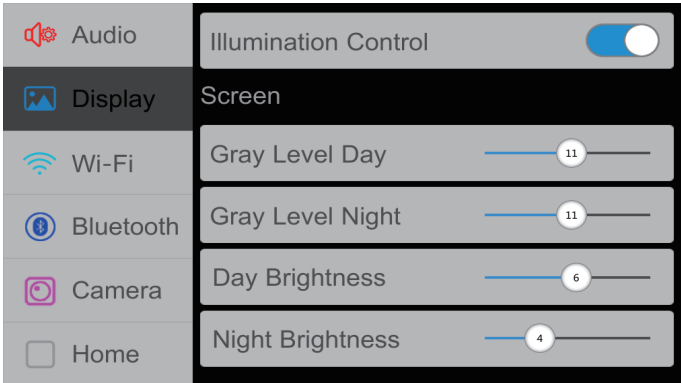 Audio
Display
Wi-Fi
Bluetooth
Camera
Home
Illumination Control
Screen
Gray Level Day 11
Gray Level Night 11
Day Brightness 6
Night Brightness 4